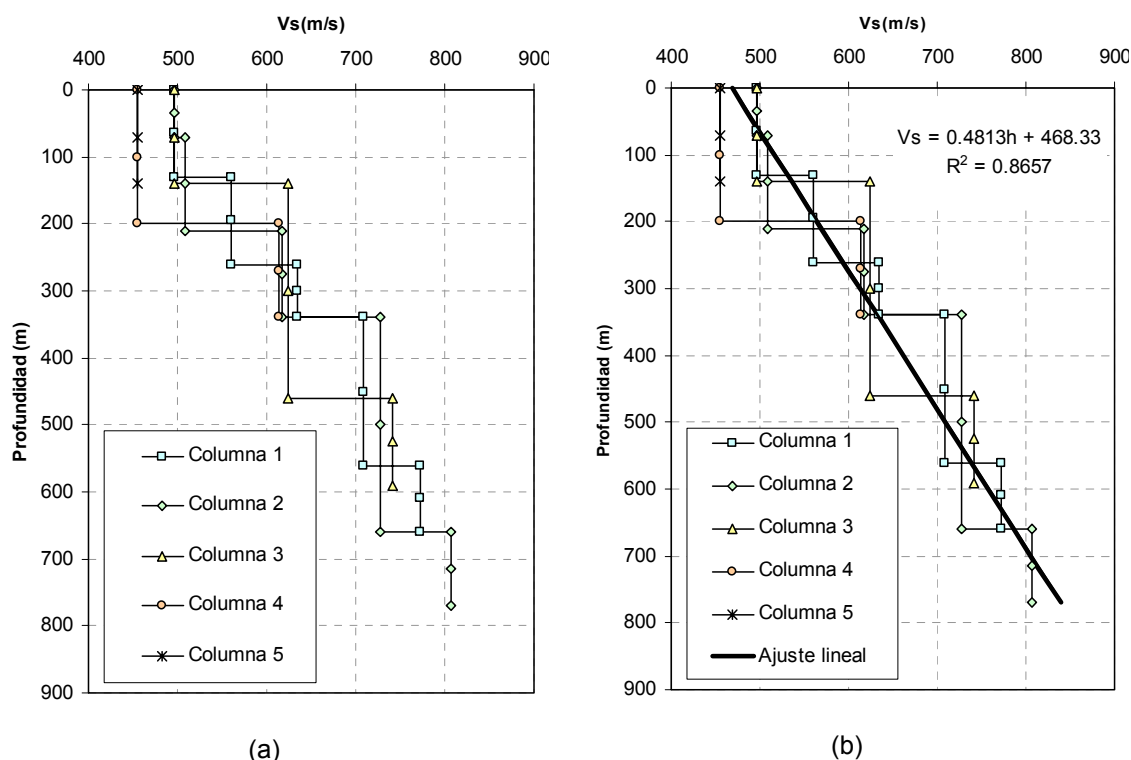 Vs(m/s)
400 500 600 700 800 900
0
100
200
300
400
500
600
700
800
900
Profundidad (m)
Columna 1
Columna 2
Columna 3
Columna 4
Columna 5
(a)
Vs(m/s)
400 500 600 700 800 900
0
100
200
300
400
500
600
700
800
900
Profundidad (m)
Vs = 0.4813h + 468.33
R² = 0.8657
Columna 1
Columna 2
Columna 3
Columna 4
Columna 5
Ajuste lineal
(b)